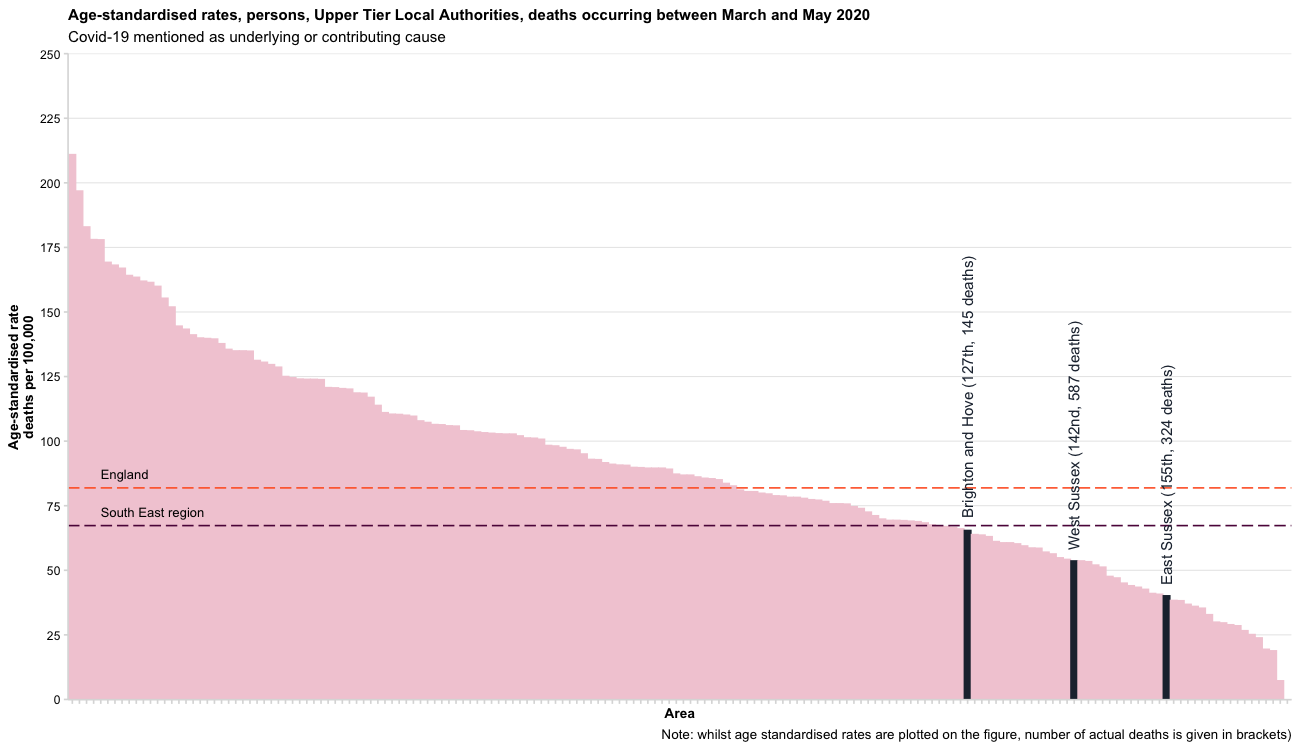 Age-standardised rates, persons, Upper Tier Local Authorities, deaths occurring between March and May 2020
Covid-19 mentioned as underlying or contributing cause
Age-standardised rate
deaths per 100,000
250
225
200
175
150
125
100
75
50
25
0
England
South East region
Brighton and Hove (127th, 145 deaths)
West Sussex (142nd, 587 deaths)
East Sussex (155th, 324 deaths)
Area
Note: whilst age standardised rates are plotted on the figure, number of actual deaths is given in brackets)